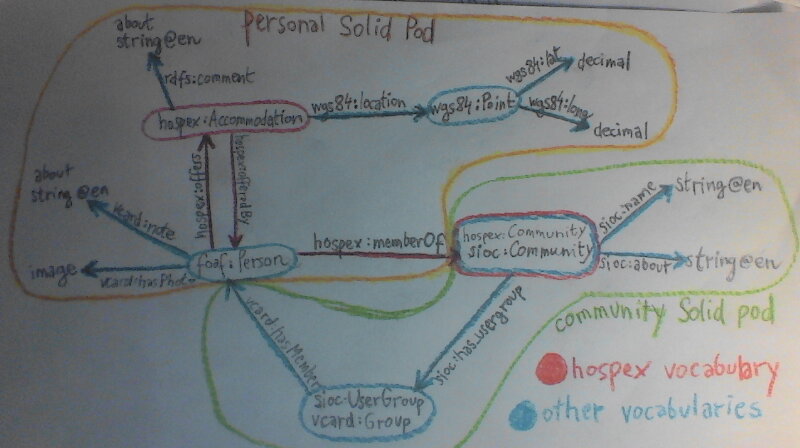 personal Solid Pod
about
string@en
rdfs:comment
wgs84:lat
decimal
wgs84:location
wgs84:Point
wgs84:long
decimal
hospex:Accommodation
hospex:offers
hospex:offeredBy
about
string@en
vcard:note
image
vcard:hasPhoto
foaf:Person
hospex:memberOf
hospex:Community
sioc:Community
sioc:name
string@en
sioc:about
string@en
community Solid pod
vcard:hasMember
sioc:has_usergroup
sioc:UserGroup
vcard:Group
hospex vocabulary
other vocabularies